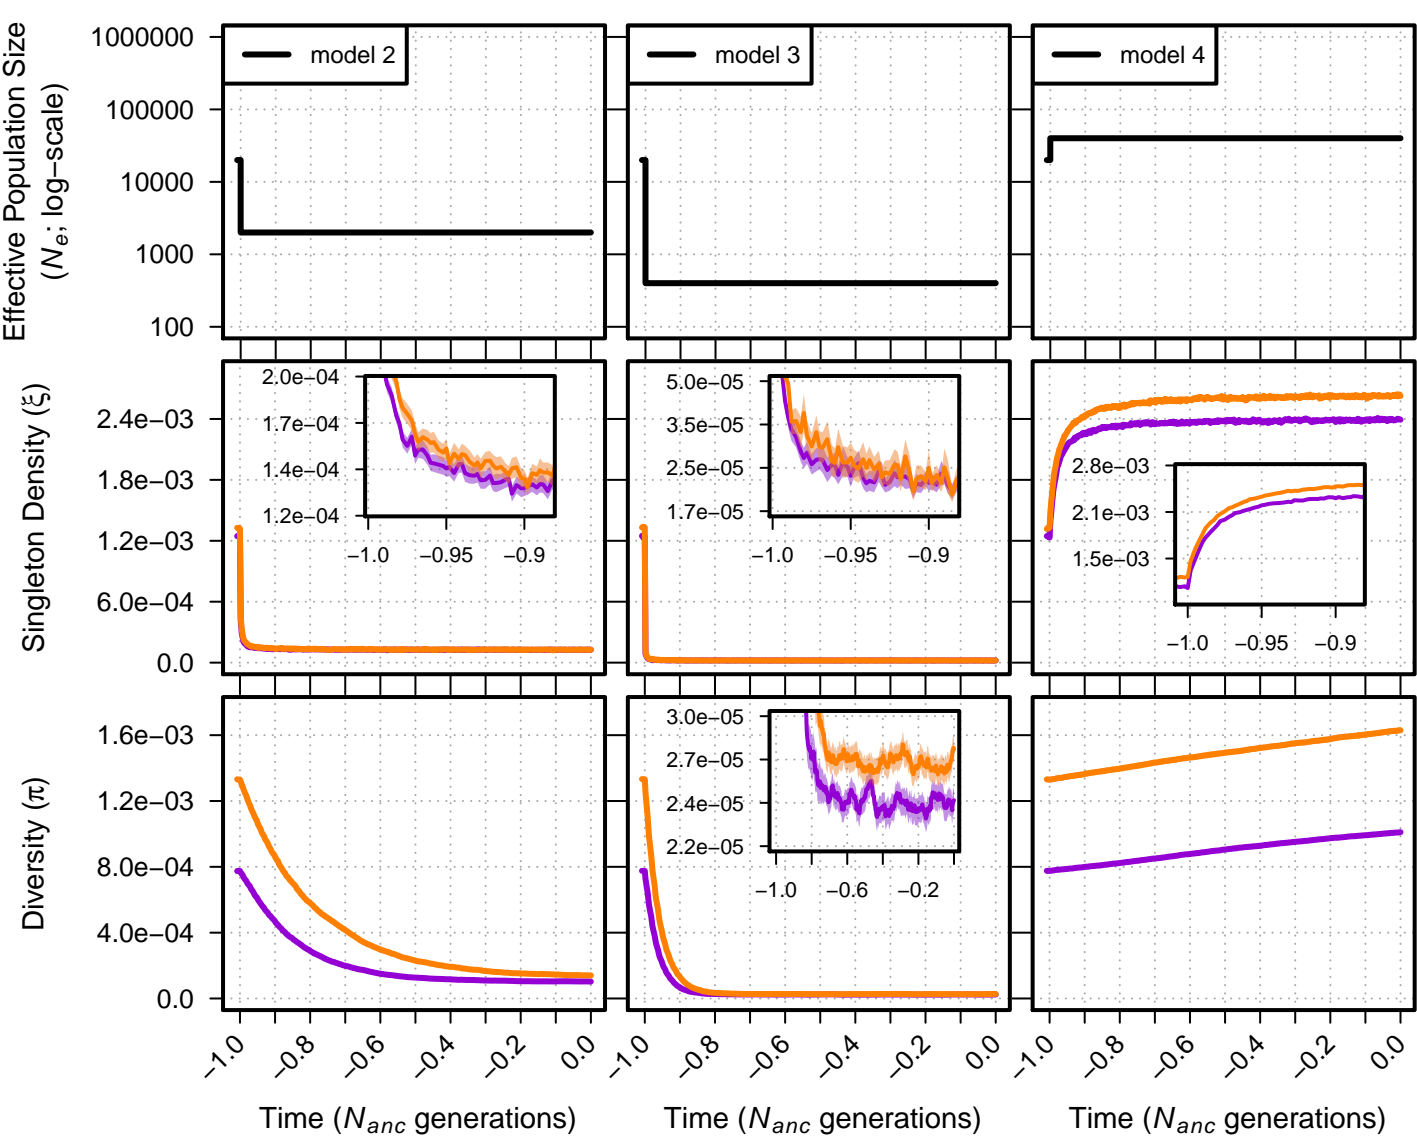 Effective Population Size
(Ne; log−scale)
1000000
100000
10000
1000
100
model 2
model 3
model 4
Singleton Density (ξ)
2.4e−03
1.8e−03
1.2e−03
6.0e−04
0.0
2.0e−04
1.7e−04
1.4e−04
1.2e−04
−1.0 −0.95 −0.9
5.0e−05
3.5e−05
2.5e−05
1.7e−05
−1.0 −0.95 −0.9
2.8e−03
2.1e−03
1.5e−03
−1.0 −0.95 −0.9
Diversity (π)
1.6e−03
1.2e−03
8.0e−04
4.0e−04
0.0
3.0e−05
2.7e−05
2.4e−05
2.2e−05
−1.0 −0.6 −0.2
−1.0 −0.8 −0.6 −0.4 −0.2 0.0
−1.0 −0.8 −0.6 −0.4 −0.2 0.0
−1.0 −0.8 −0.6 −0.4 −0.2 0.0
Time (Nanc generations)
Time (Nanc generations)
Time (Nanc generations)